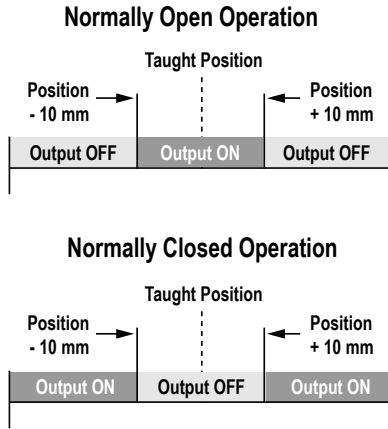 Normally Open Operation
Taught Position
Position
- 10 mm
Position
+ 10 mm
Output OFF
Output ON
Output OFF
Normally Closed Operation
Taught Position
Position
- 10 mm
Position
+ 10 mm
Output ON
Output OFF
Output ON